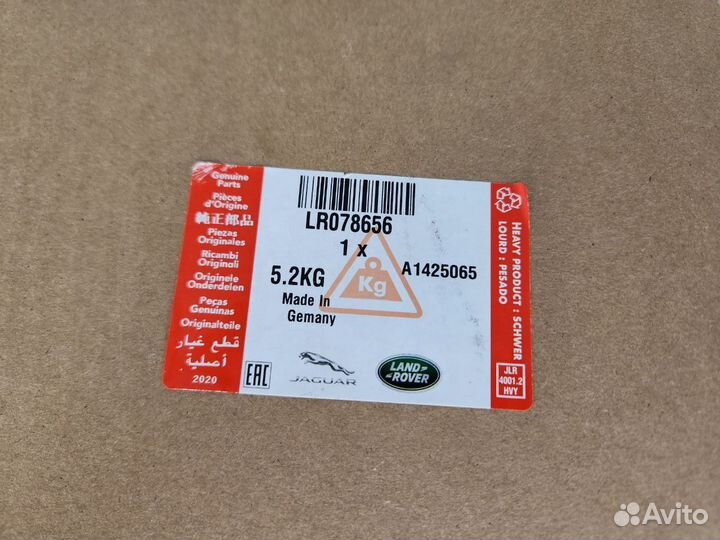 Genuine
Parts
Pièces
d'Origine
純正部品
Piezas
Originales
Ricambi
Originali
Originele
Onderdelen
Peças
Genuinas
Originalteile
قطع غيار
أصلية
2020
LR078656
1 x
5.2KG
A1425065
Kg
Made In
Gemany
EAC
JAGUAR
LAND
ROVER
HEAVY PRODUCT : SCHWER
LOURD : PESADO
JLR
4001.2
HVY
Avito